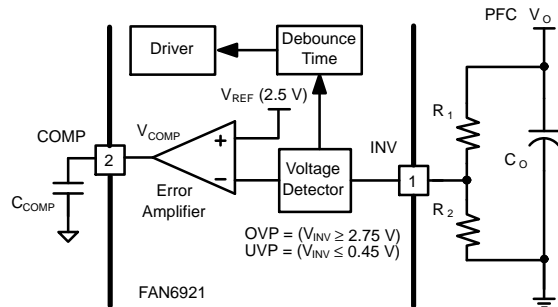 PFC V_O
Driver
Debounce
Time
V_REF (2.5 V)
R_1
COMP
V_COMP
INV
2
+
−
Voltage
Detector
1
C_O
C_COMP
Error
Amplifier
R_2
OVP = (V_INV ≥ 2.75 V)
UVP = (V_INV ≤ 0.45 V)
FAN6921